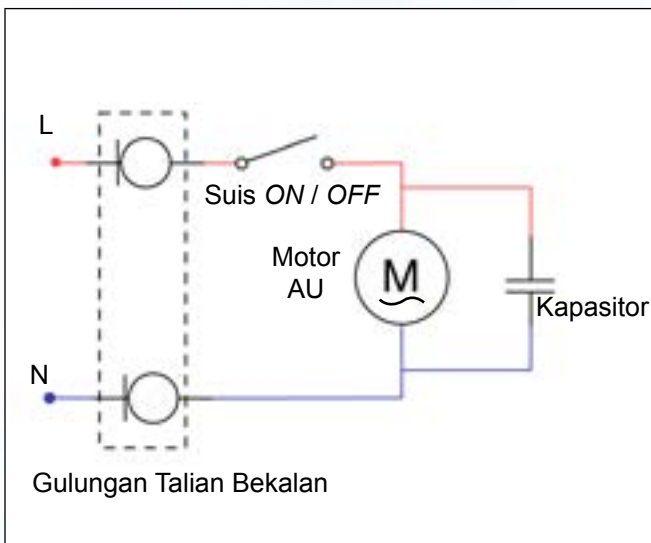 L
Suis ON / OFF
Motor
AU
M
Kapasitor
N
Gulungan Talian Bekalan